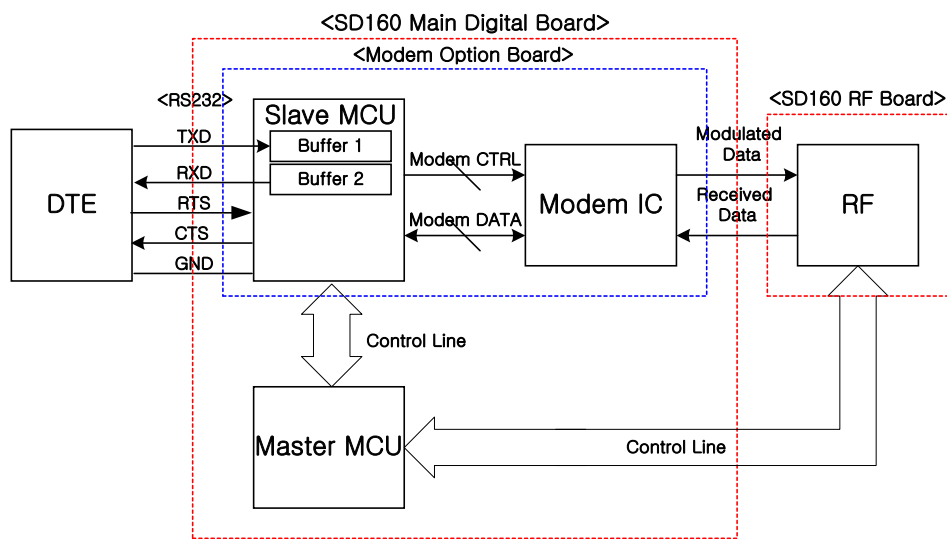 <SD160 Main Digital Board>
<Modem Option Board>
<RS232>
<SD160 RF Board>
Slave MCU
TXD
Buffer 1
Modulated
Data
RXD
Buffer 2
Modem CTRL
DTE
RTS
Modem IC
Received
Data
RF
Modem DATA
CTS
GND
Control Line
Master MCU
Control Line